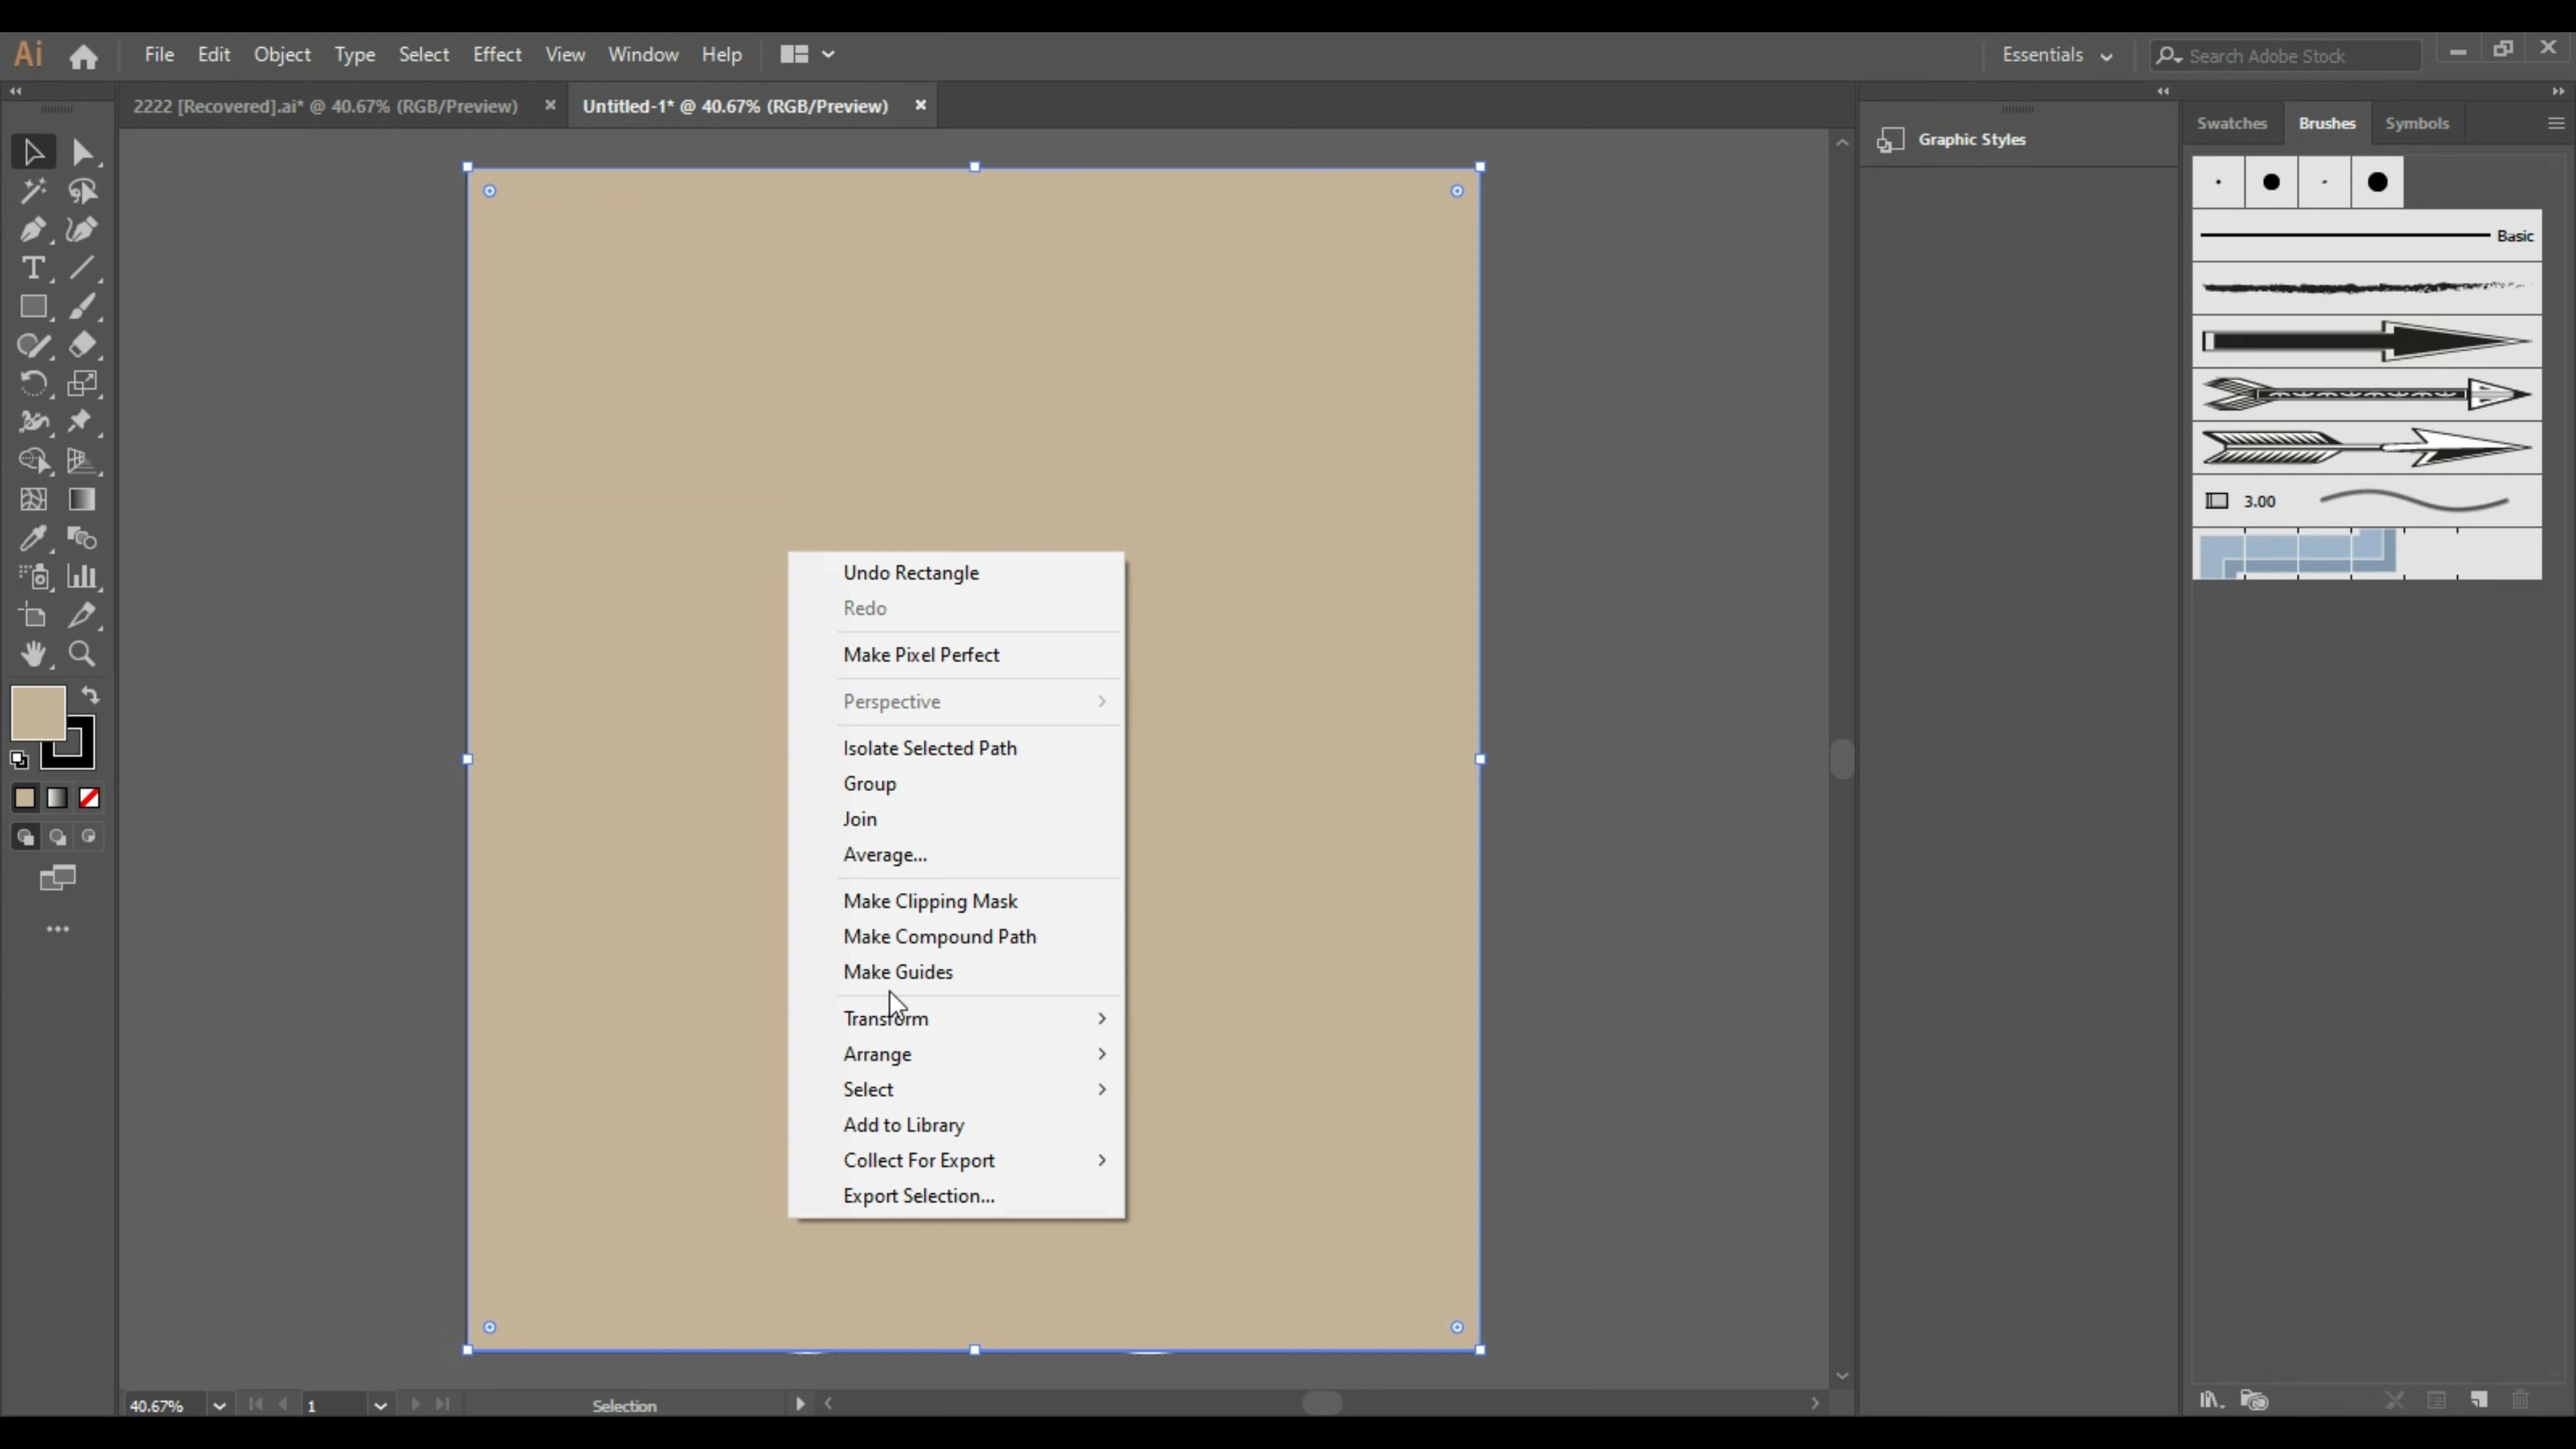 Ai File Edit Object Type Select Effect View Window Help Essentials Search Adobe Stock
2222 [Recovered].ai* @ 40.67% (RGB/Preview) Untitled-1* @ 40.67% (RGB/Preview)
Graphic Styles
Swatches Brushes Symbols
Basic
3.00
Undo Rectangle
Redo
Make Pixel Perfect
Perspective
Isolate Selected Path
Group
Join
Average...
Make Clipping Mask
Make Compound Path
Make Guides
Transform
Arrange
Select
Add to Library
Collect For Export
Export Selection...
40.67% 1 Selection